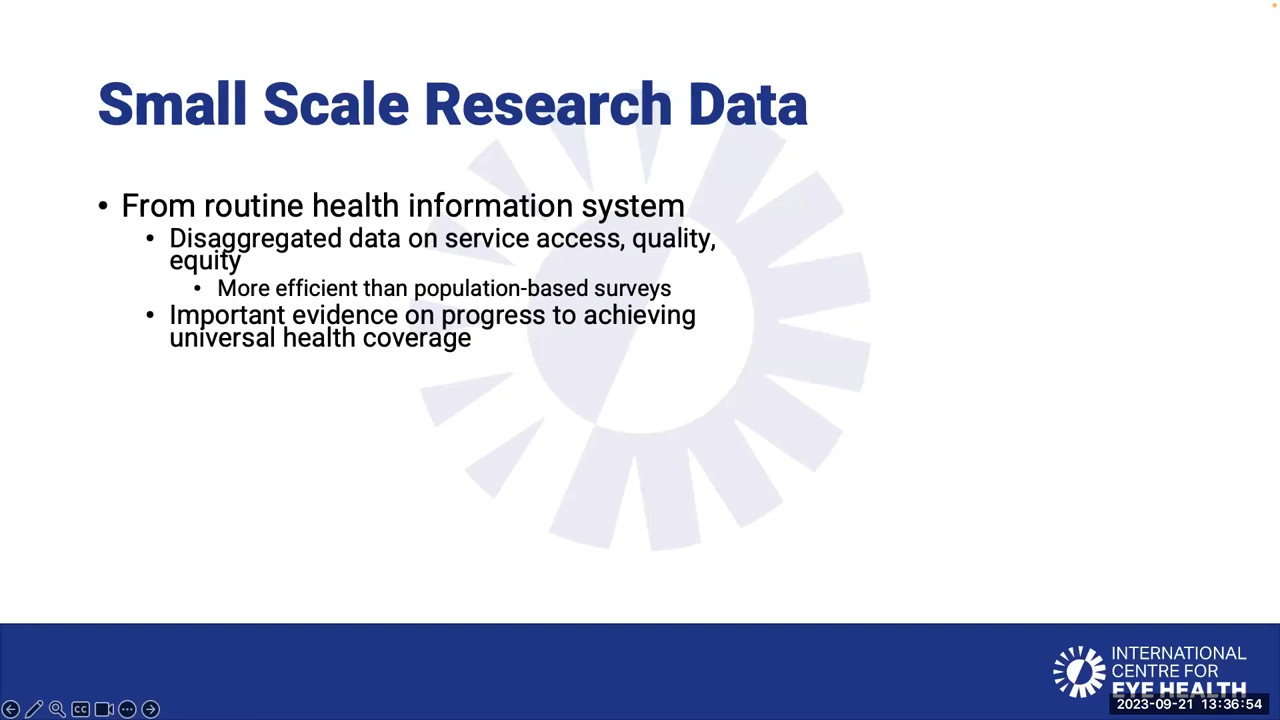 Small Scale Research Data
• From routine health information system
• Disaggregated data on service access, quality,
equity
• More efficient than population-based surveys
• Important evidence on progress to achieving
universal health coverage
INTERNATIONAL
CENTRE FOR
EYE HEALTH
2023-09-21 13:36:54
CC